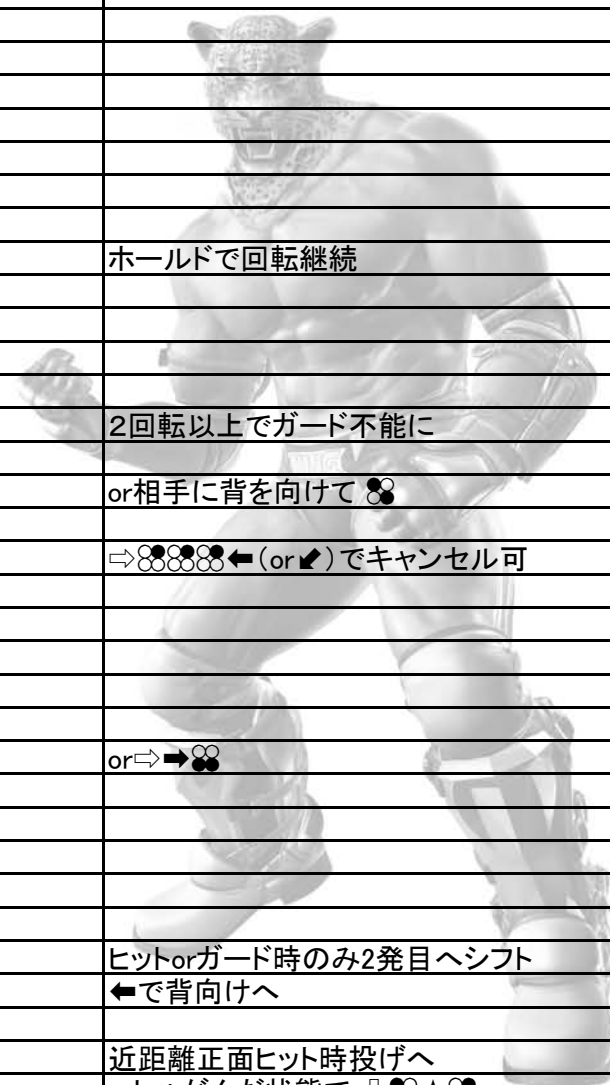 ホールドで回転継続
2回転以上でガード不能に
or相手に背を向けて
⇨⬅(or⬋)でキャンセル可
or⇨➡
ヒットorガード時のみ2発目へシフト
⬅で背向けへ
近距離正面ヒット時投げへ